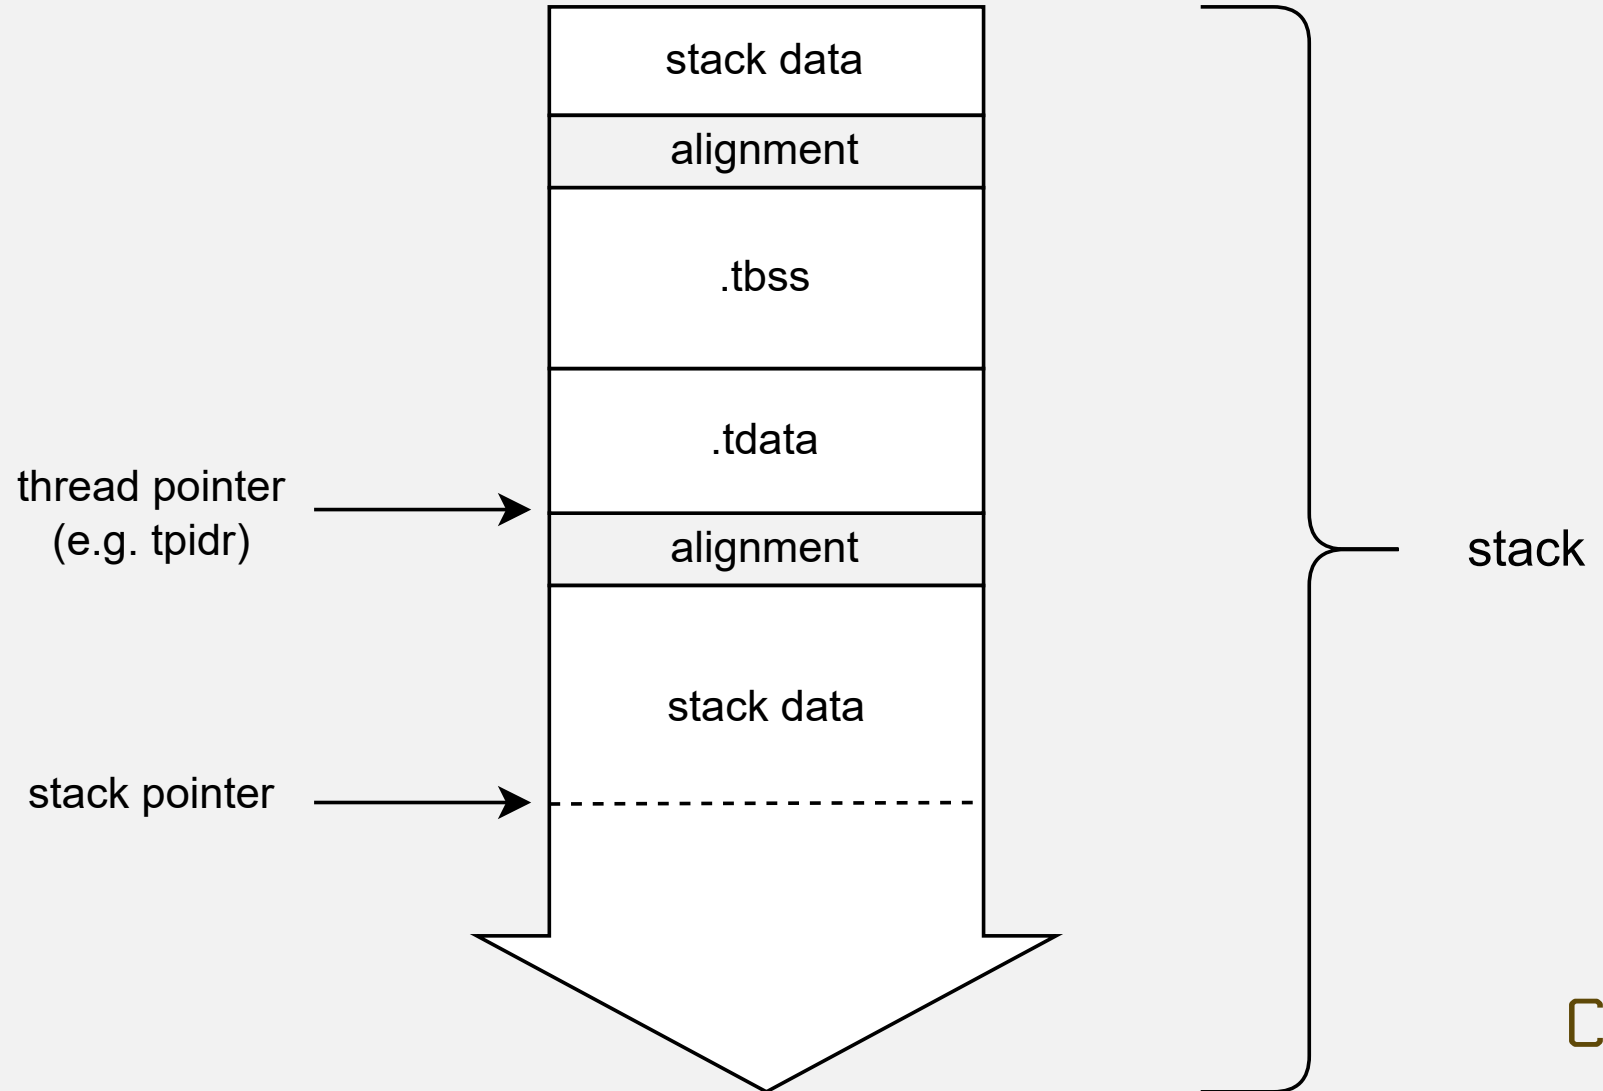 stack data
alignment
.tbss
.tdata
thread pointer
(e.g. tpidr)
alignment
stack
stack data
stack pointer
C